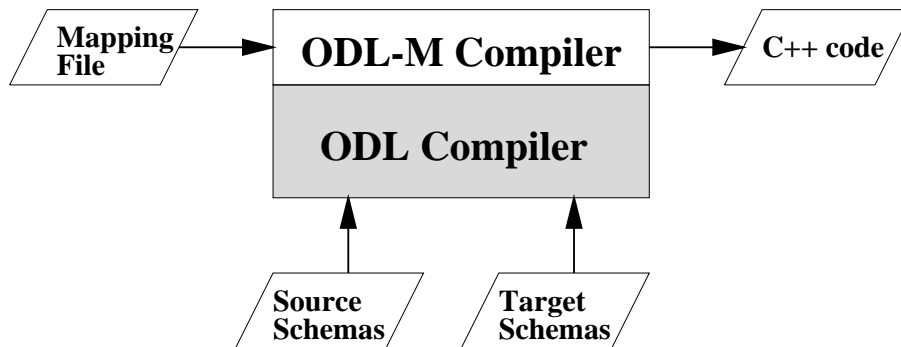 Mapping
File
ODL-M Compiler
C++ code
ODL Compiler
Source
Schemas
Target
Schemas